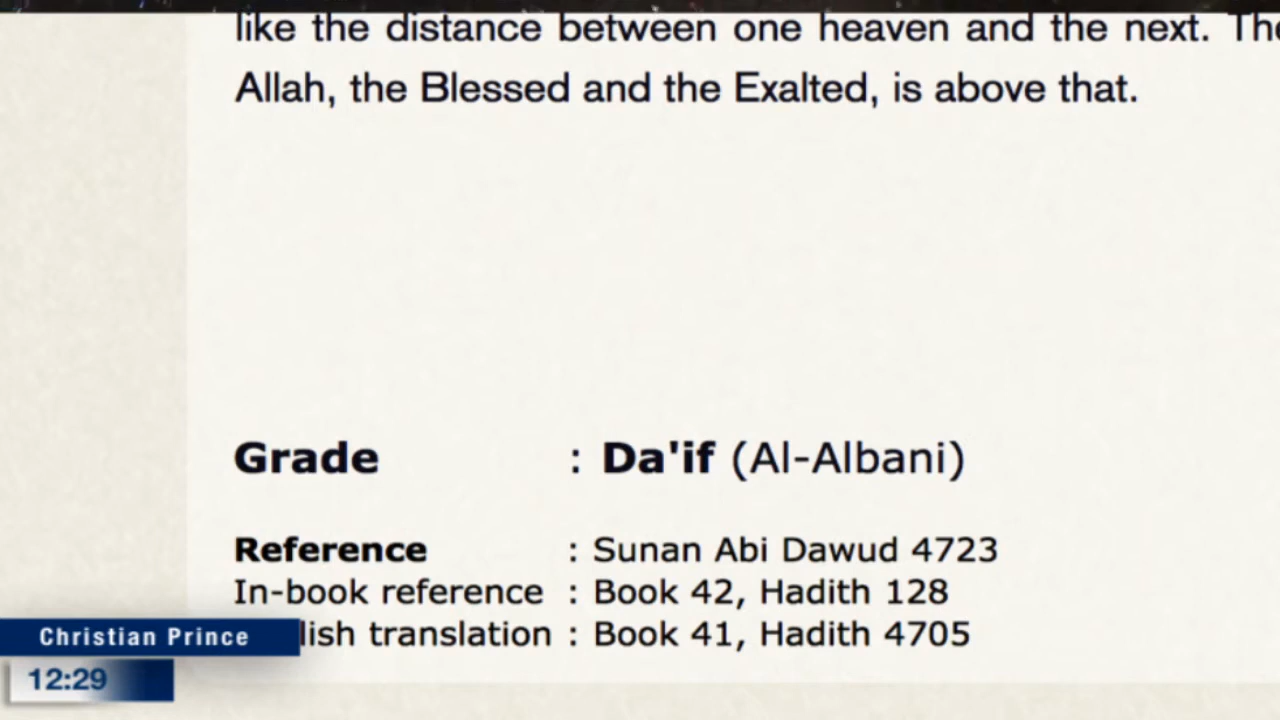 like the distance between one heaven and the next.
Allah, the Blessed and the Exalted, is above that.
Grade : Da'if (Al-Albani)
Reference : Sunan Abi Dawud 4723
In-book reference : Book 42, Hadith 128
lish translation : Book 41, Hadith 4705
Christian Prince
12:29